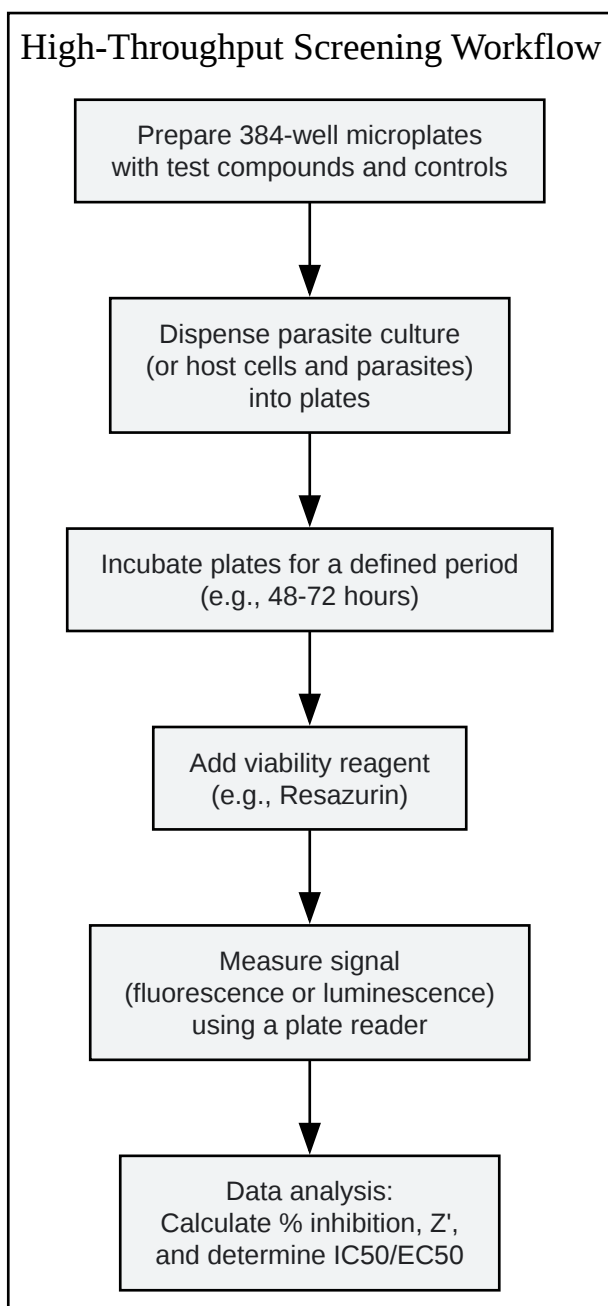 High-Throughput Screening Workflow
Prepare 384-well microplates
with test compounds and controls
Dispense parasite culture
(or host cells and parasites)
into plates
Incubate plates for a defined period
(e.g., 48-72 hours)
Add viability reagent
(e.g., Resazurin)
Measure signal
(fluorescence or luminescence)
using a plate reader
Data analysis:
Calculate % inhibition, Z',
and determine IC50/EC50